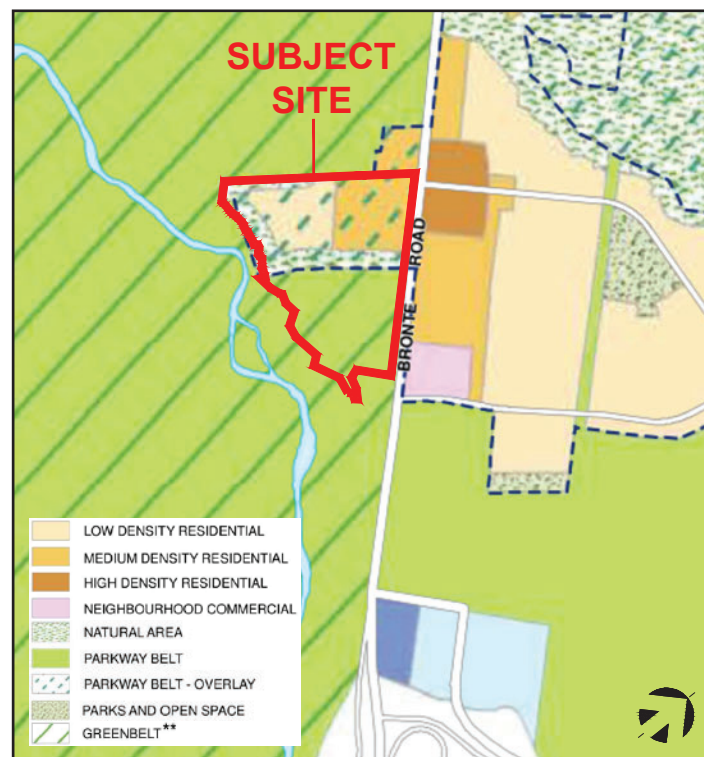 SUBJECT
SITE
BRONTE ROAD
LOW DENSITY RESIDENTIAL
MEDIUM DENSITY RESIDENTIAL
HIGH DENSITY RESIDENTIAL
NEIGHBOURHOOD COMMERCIAL
NATURAL AREA
PARKWAY BELT
PARKWAY BELT - OVERLAY
PARKS AND OPEN SPACE
GREENBELT**